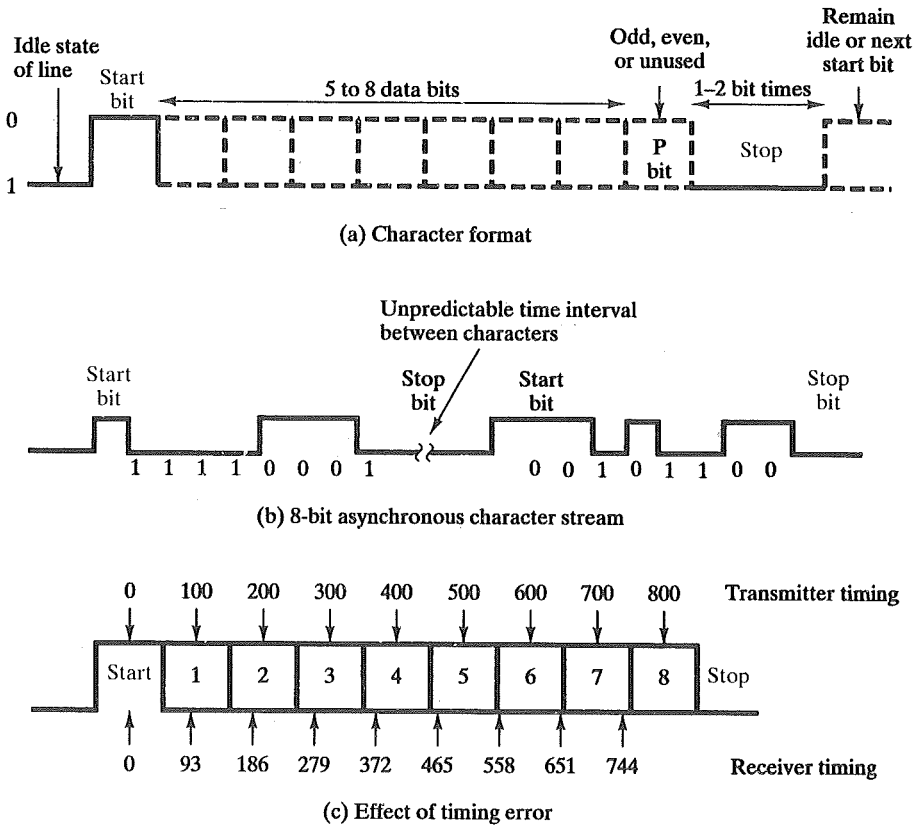 Idle state
of line
Start
bit
5 to 8 data bits
Odd, even,
or unused
1–2 bit times
Remain
idle or next
start bit
0
1
P
bit
Stop
(a) Character format
Unpredictable time interval
between characters
Start
bit
Stop
bit
Start
bit
Stop
bit
1 1 1 1 0 0 0 1 0 0 1 0 1 1 0 0
(b) 8-bit asynchronous character stream
0 100 200 300 400 500 600 700 800 Transmitter timing
Start 1 2 3 4 5 6 7 8 Stop
0 93 186 279 372 465 558 651 744 Receiver timing
(c) Effect of timing error